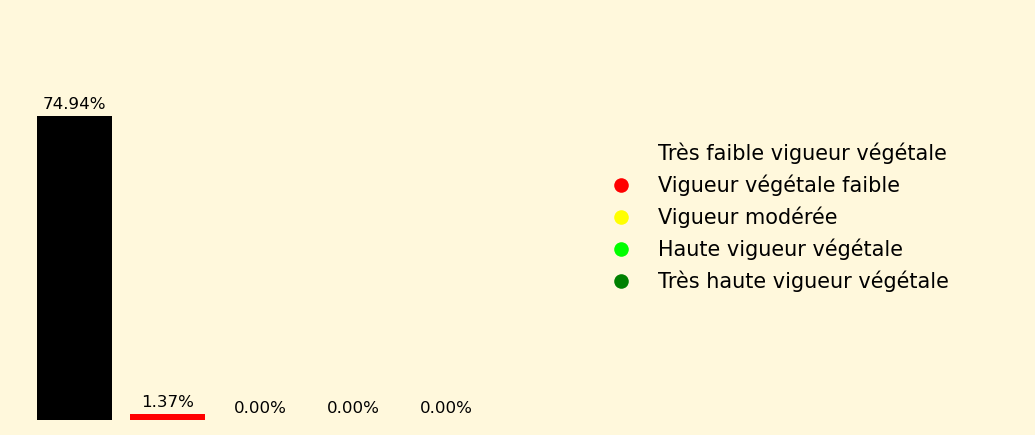 74.94%
1.37%
0.00%
0.00%
0.00%
Très faible vigueur végétale
Vigueur végétale faible
Vigueur modérée
Haute vigueur végétale
Très haute vigueur végétale